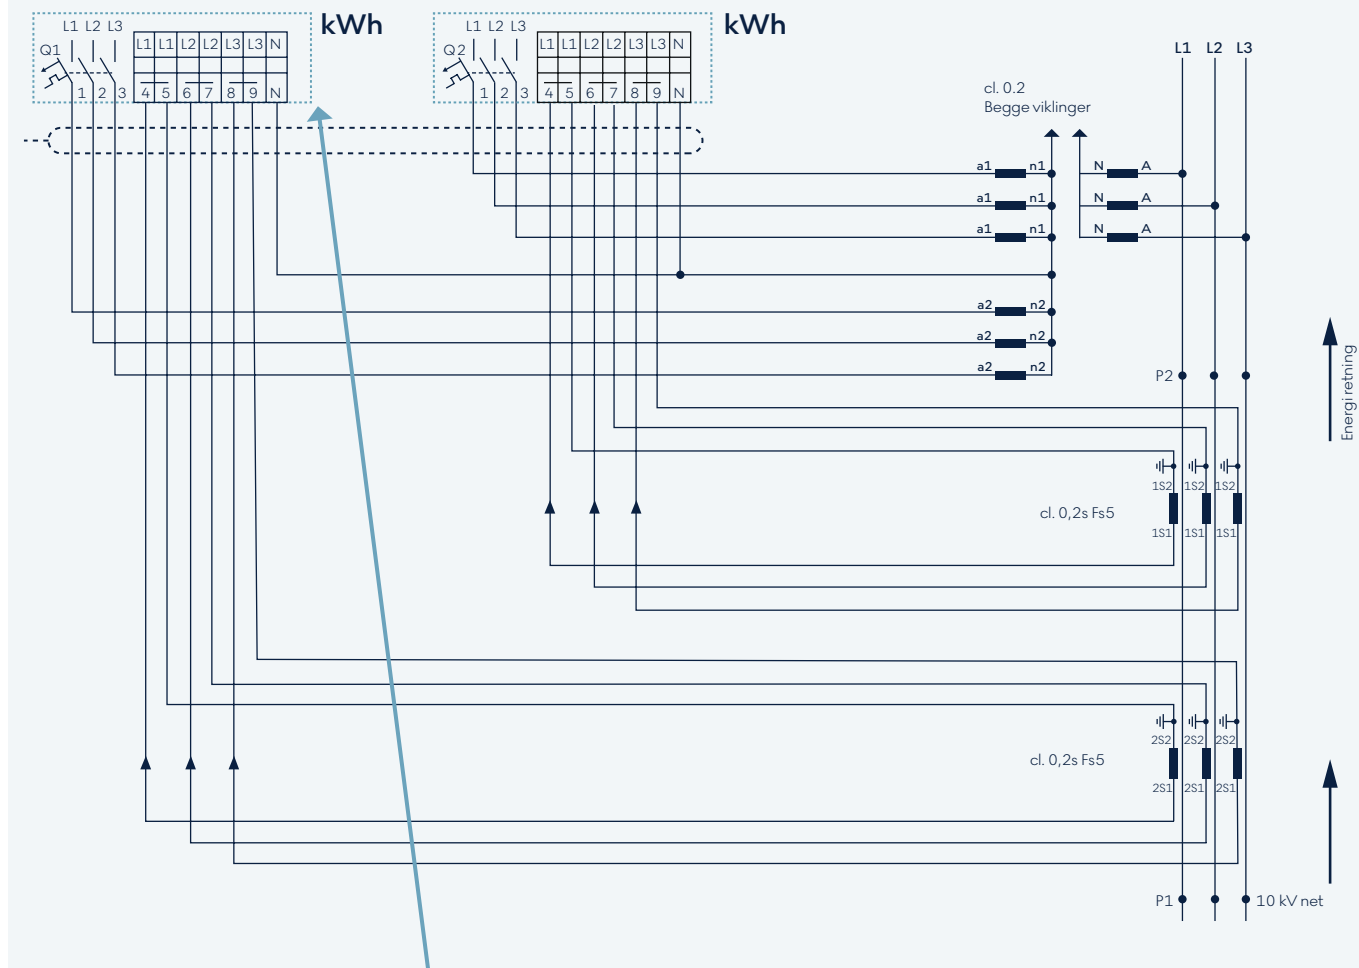 kWh
kWh
L1 L2 L3
L1 L2 L3
L1 L2 L3
Q1
L1 L1 L2 L2 L3 L3 N
Q2
L1 L1 L2 L2 L3 L3 N
1 2 3 4 5 6 7 8 9 N
1 2 3 4 5 6 7 8 9 N
cl. 0.2
Begge viklinger
a1 n1 N A
a1 n1 N A
a1 n1 N A
a2 n2
a2 n2
a2 n2
P2
Energiretning
1S2 1S2 1S2
cl. 0,2s Fs5
1S1 1S1 1S1
2S2 2S2 2S2
cl. 0,2s Fs5
2S1 2S1 2S1
P1 10 kV net